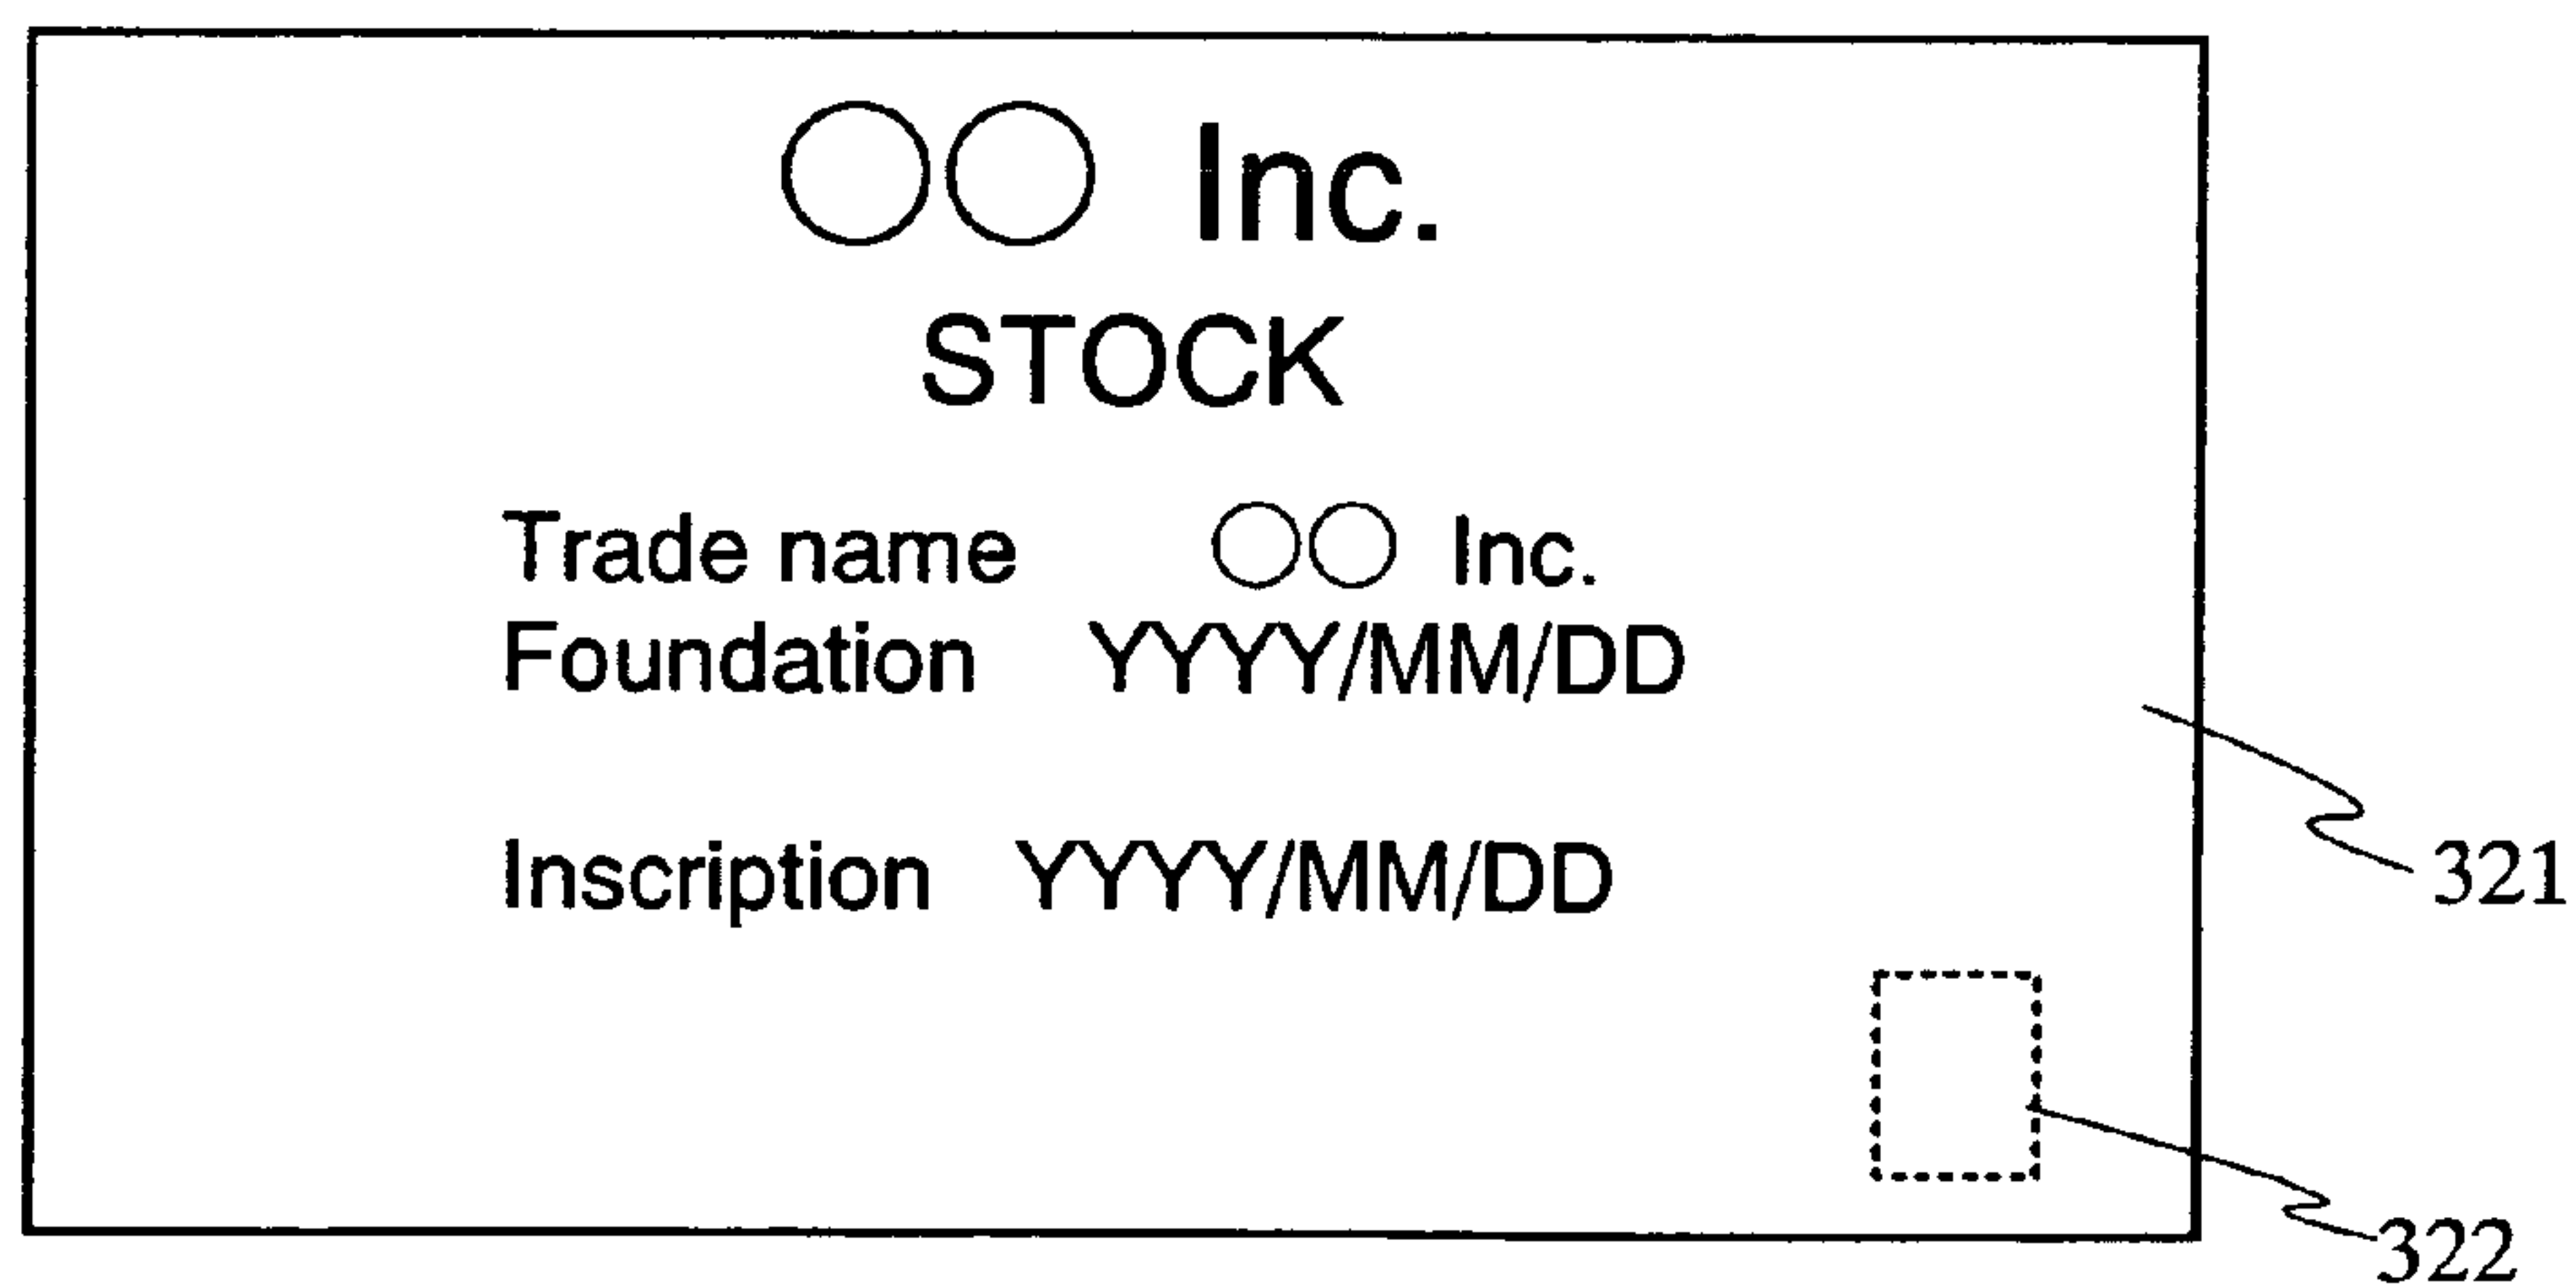 ○○ Inc.
STOCK
Trade name ○○ Inc.
Foundation YYYY/MM/DD
Inscription YYYY/MM/DD
321
322